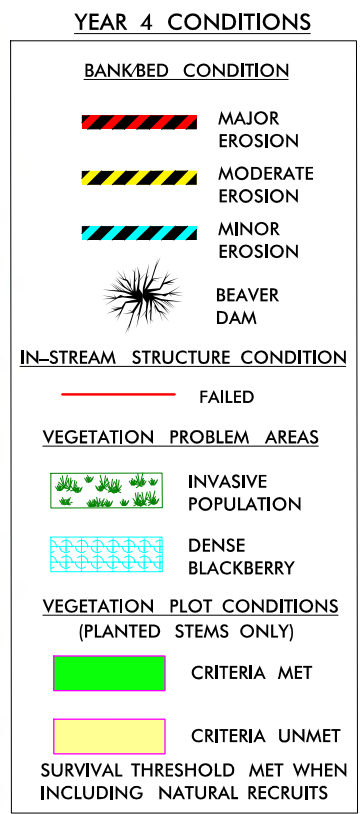 YEAR 4 CONDITIONS
BANK/BED CONDITION
MAJOR
EROSION
MODERATE
EROSION
MINOR
EROSION
BEAVER
DAM
IN-STREAM STRUCTURE CONDITION
FAILED
VEGETATION PROBLEM AREAS
INVASIVE
POPULATION
DENSE
BLACKBERRY
VEGETATION PLOT CONDITIONS
(PLANTED STEMS ONLY)
CRITERIA MET
CRITERIA UNMET
SURVIVAL THRESHOLD MET WHEN
INCLUDING NATURAL RECRUITS